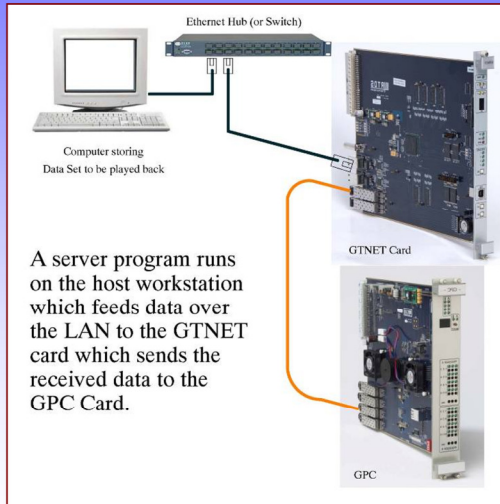 Ethernet Hub (or Switch)
Computer storing
Data Set to be played back
GTNET Card
A server program runs
on the host workstation
which feeds data over
the LAN to the GTNET
card which sends the
received data to the
GPC Card.
GPC